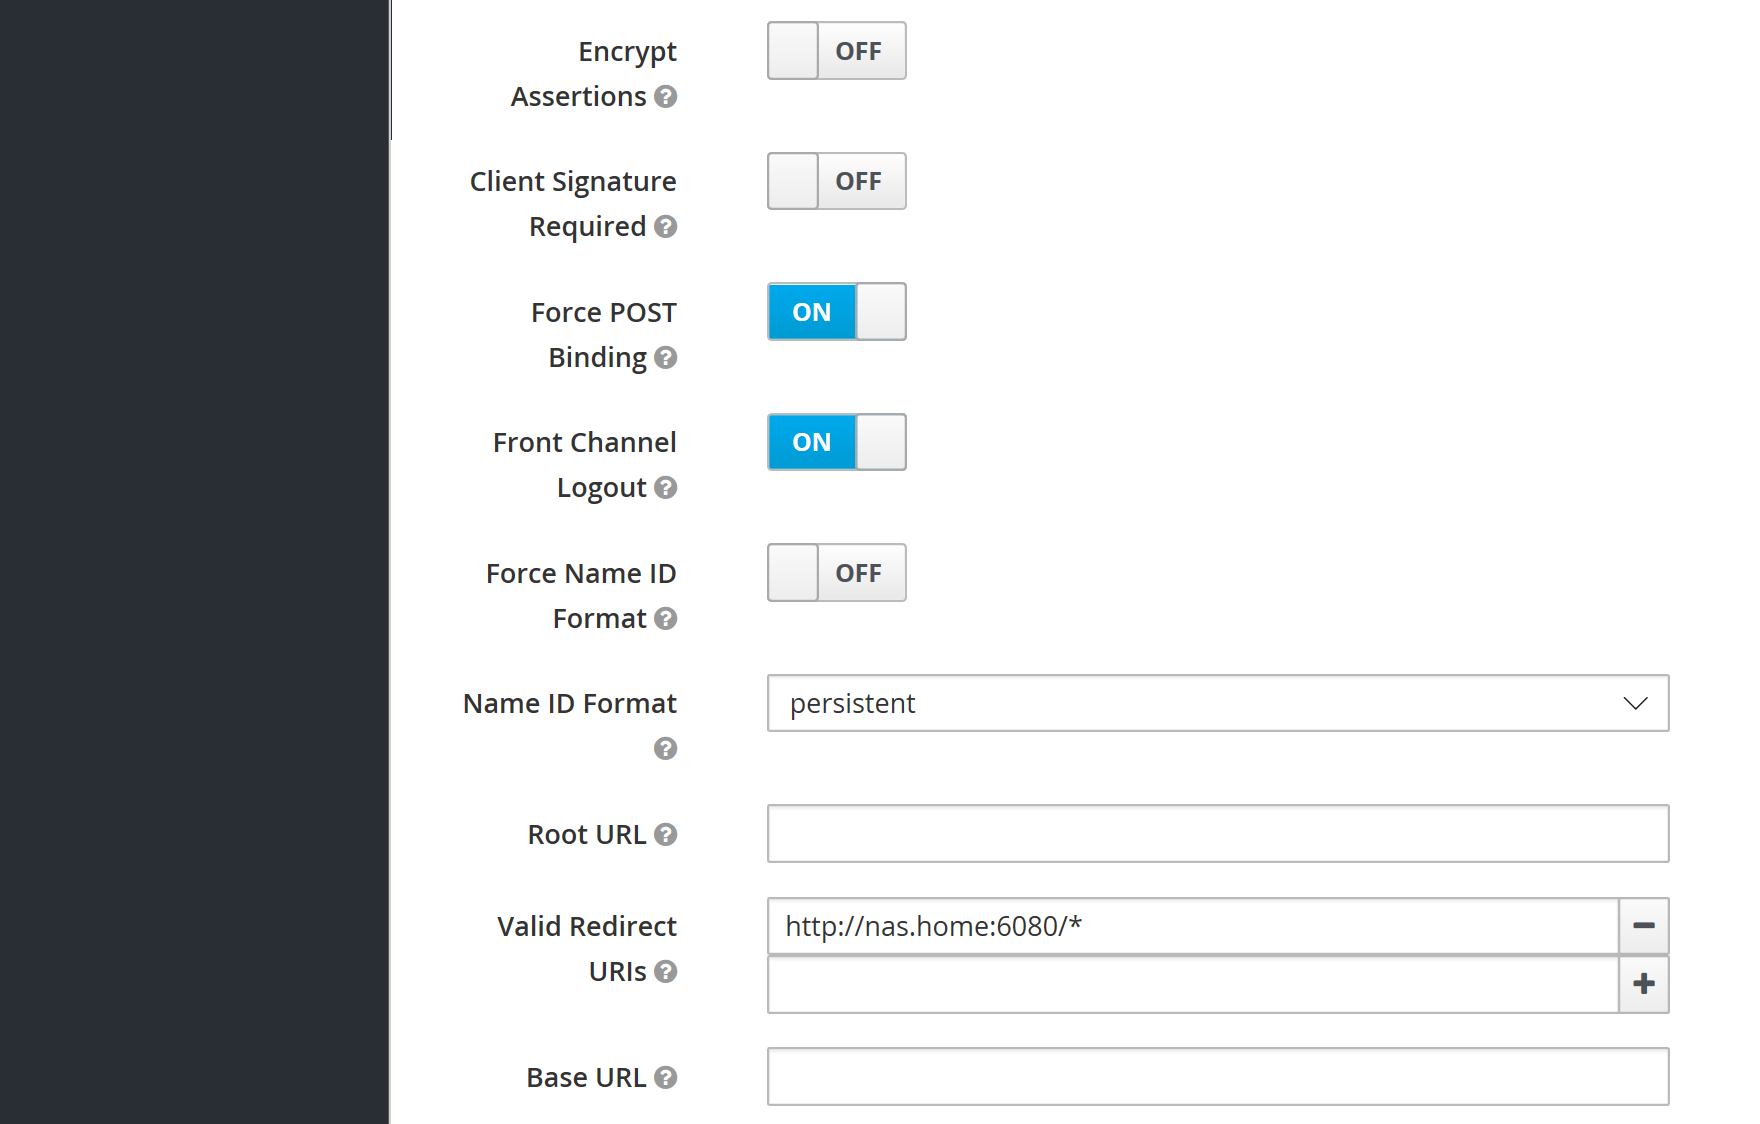 Encrypt
Assertions
OFF
Client Signature
Required
OFF
Force POST
Binding
ON
Front Channel
Logout
ON
Force Name ID
Format
OFF
Name ID Format
persistent
Root URL
Valid Redirect
URIs
http://nas.home:6080/*
Base URL